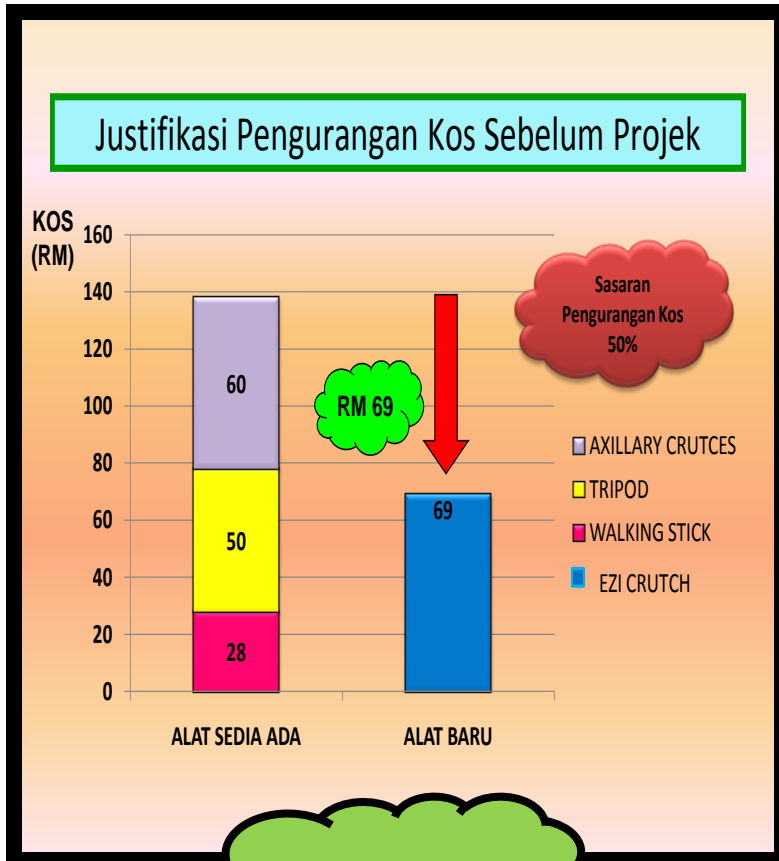 Justifikasi Pengurangan Kos Sebelum Projek
KOS
(RM)
160
140
120
100
80
60
40
20
0
60
50
28
RM 69
69
Sasaran
Pengurangan Kos
50%
AXILLARY CRUTCES
TRIPOD
WALKING STICK
EZI CRUTCH
ALAT SEDIA ADA
ALAT BARU